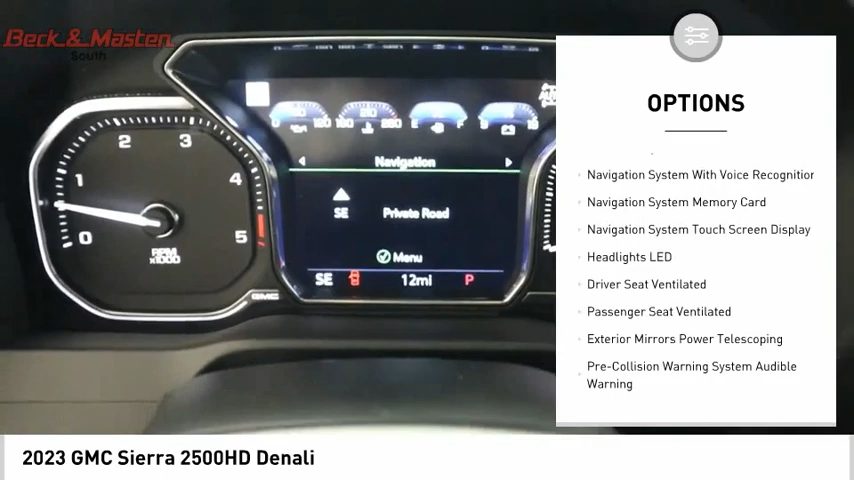 Beck & Masten
South
OPTIONS
Navigation System With Voice Recognition
Navigation System Memory Card
Navigation System Touch Screen Display
Headlights LED
Driver Seat Ventilated
Passenger Seat Ventilated
Exterior Mirrors Power Telescoping
Pre-Collision Warning System Audible
Warning
Navigation
SE
Private Road
Menu
SE 12mi P
0 1 2 3 4 5
RPM
x1000
GMC
E F
2023 GMC Sierra 2500HD Denali